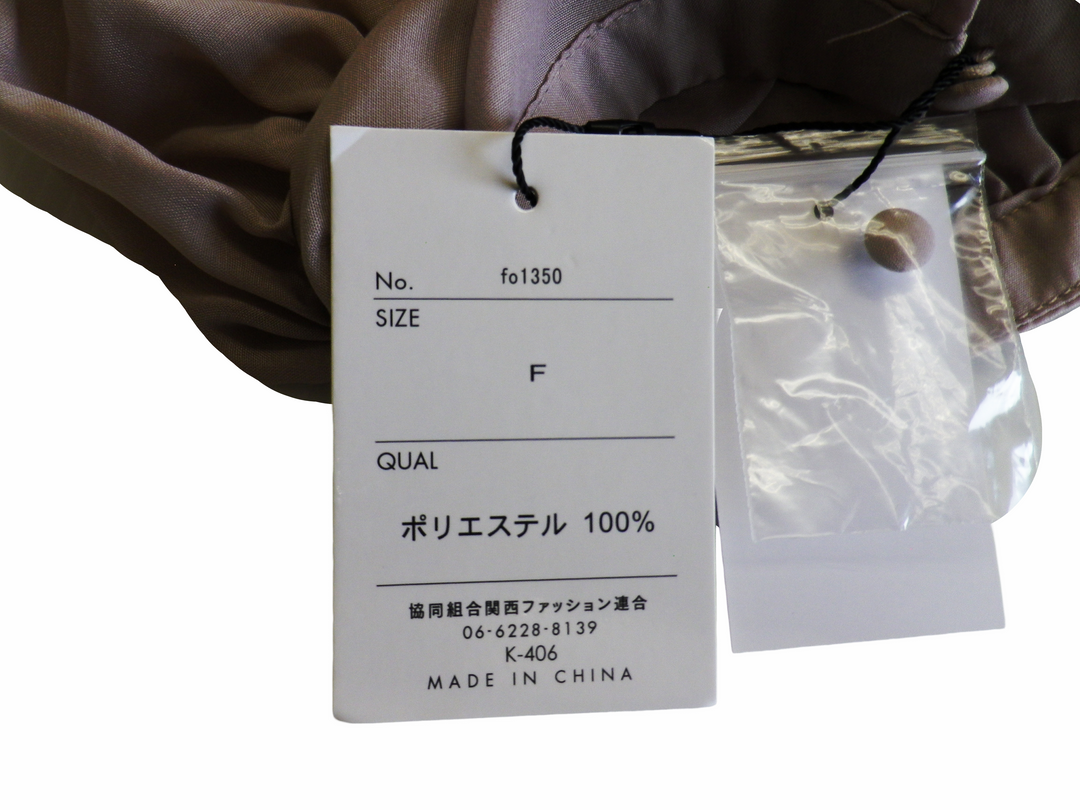 No. fo1350
SIZE
F
QUAL
ポリエステル 100%
協同組合関西ファッション連合
06-6228-8139
K-406
MADE IN CHINA